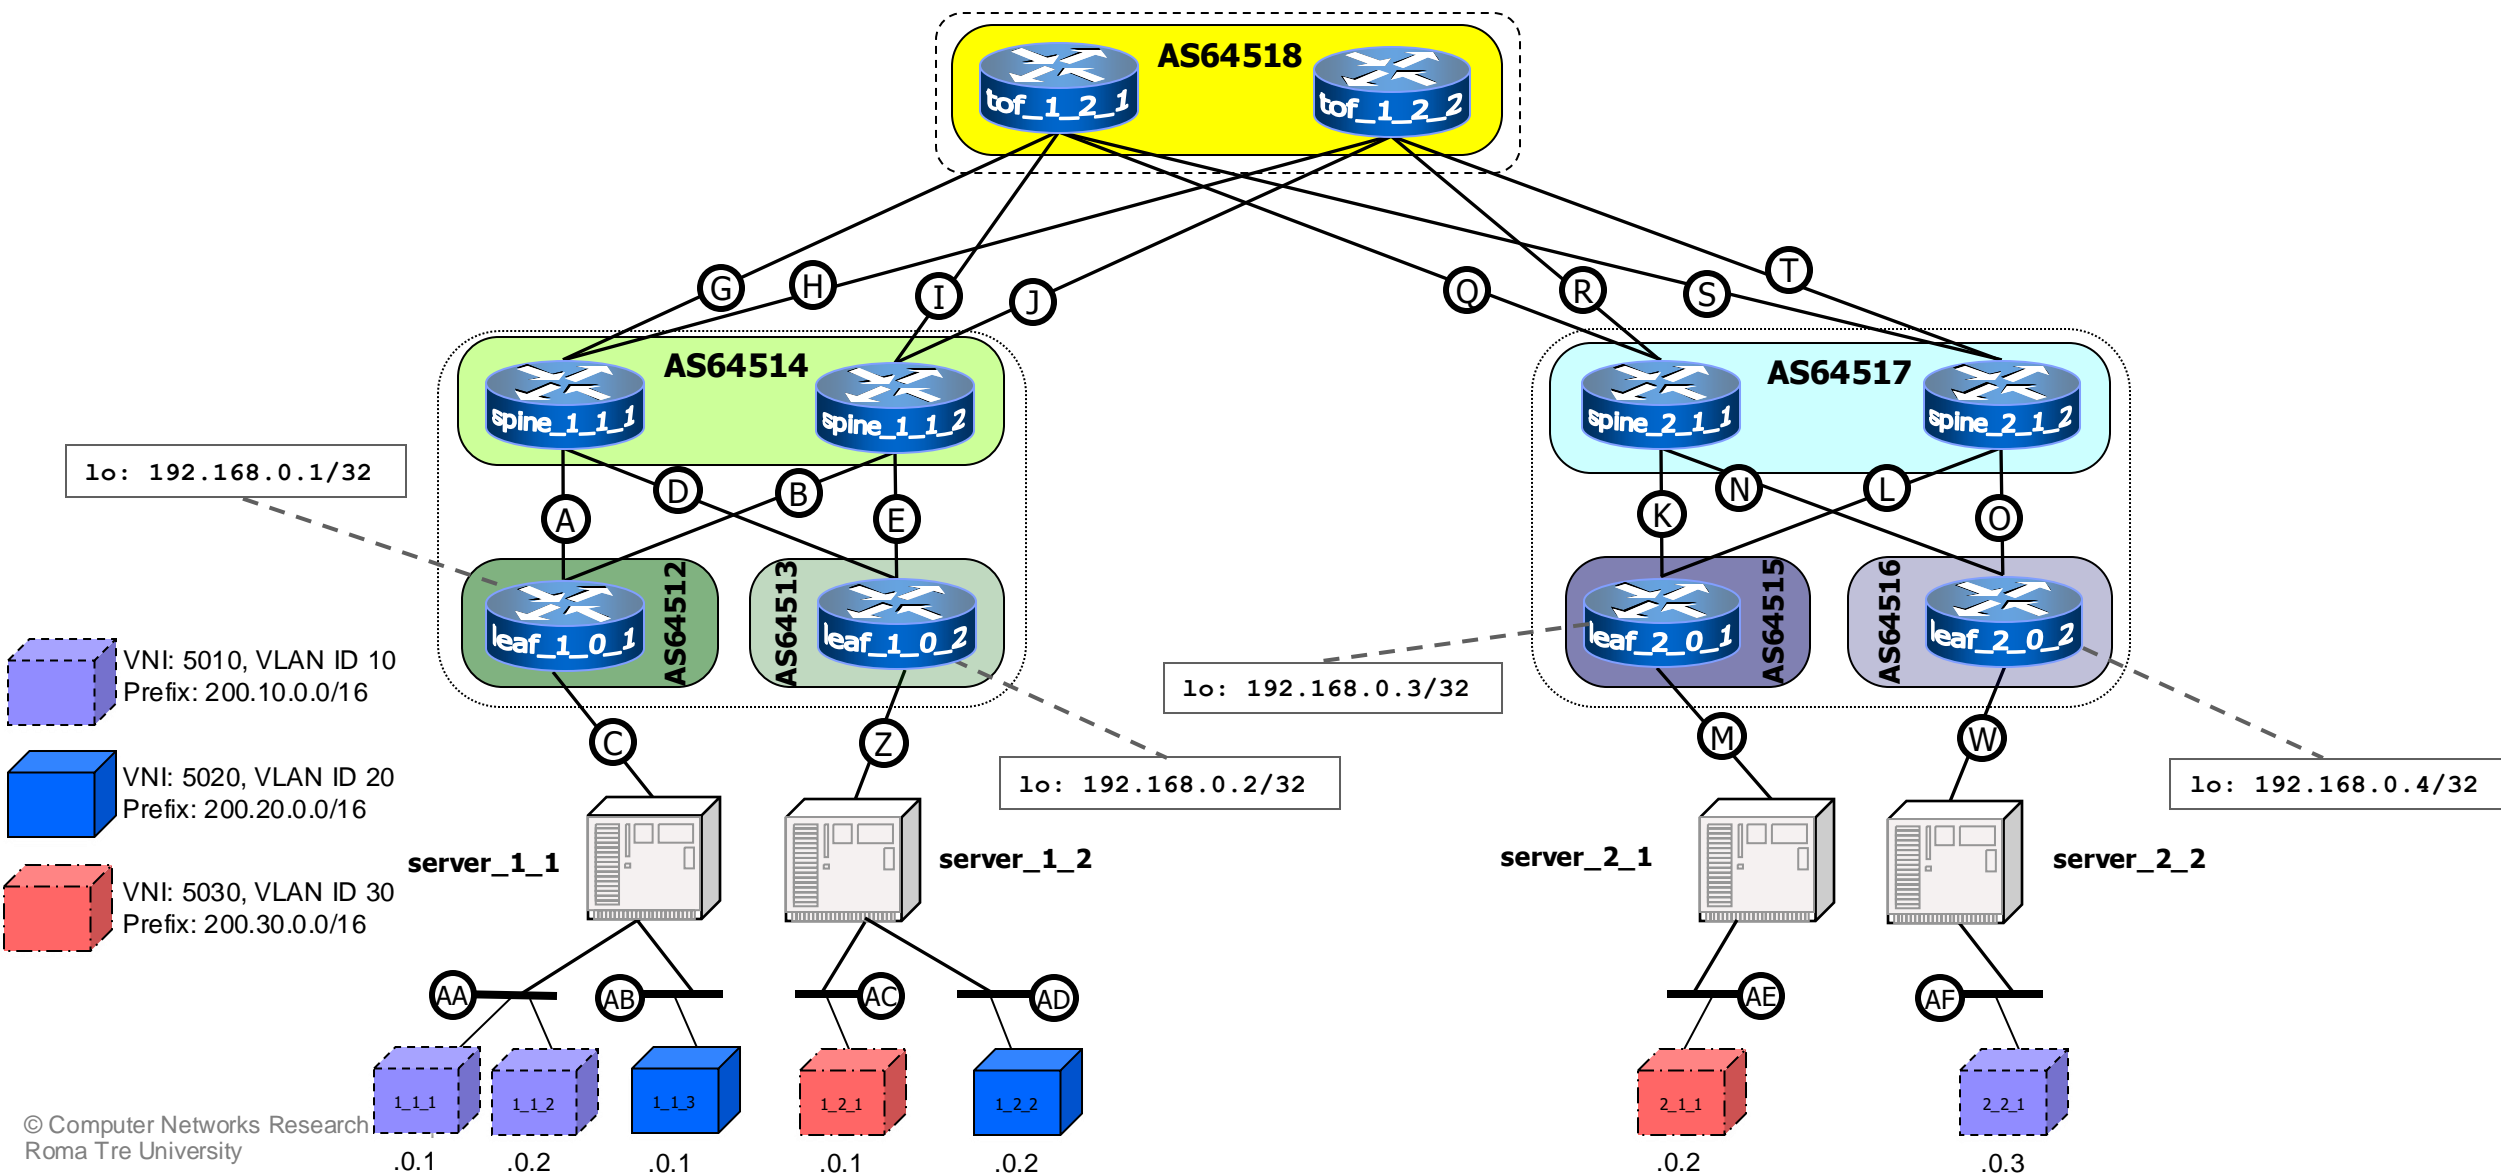 AS64518
tof_1_2_1
tof_1_2_2
G
H
I
J
Q
R
S
T
AS64514
spine_1_1_1
spine_1_1_2
AS64517
spine_2_1_1
spine_2_1_2
lo: 192.168.0.1/32
A
D
B
E
K
N
L
O
leaf_1_0_1
AS64512
AS64513
leaf_1_0_2
leaf_2_0_1
AS64515
AS64516
leaf_2_0_2
VNI: 5010, VLAN ID 10
Prefix: 200.10.0.0/16
lo: 192.168.0.3/32
C
Z
M
W
VNI: 5020, VLAN ID 20
Prefix: 200.20.0.0/16
lo: 192.168.0.2/32
lo: 192.168.0.4/32
server_1_1
server_1_2
server_2_1
server_2_2
VNI: 5030, VLAN ID 30
Prefix: 200.30.0.0/16
AA
AB
AC
AD
AE
AF
1_1_1
1_1_2
1_1_3
1_2_1
1_2_2
2_1_1
2_2_1
© Computer Networks Research
Roma Tre University
.0.1
.0.2
.0.1
.0.1
.0.2
.0.2
.0.3